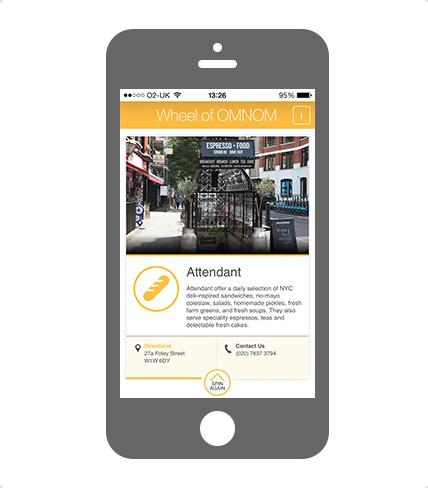 O2-UK 13:26 95%
Wheel of OMNOM i
ESPRESSO • FOOD
GRIND IN DINE OUT
BREAKFAST BRUNCH LUNCH TEA CAKE
Attendant
Attendant offer a daily selection of NYC
deli-inspired sandwiches, no-mayo
coleslaw, salads, homemade pickles, fresh
farm greens, and fresh soups. They also
serve speciality espressos, teas and
delectable fresh cakes.
Directions
27a Foley Street
W1W 6DY
Contact Us
(020) 7637 3794
SPIN
AGAIN